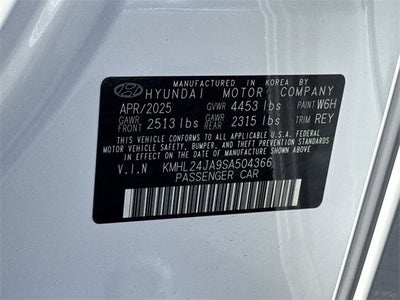 MANUFACTURED IN KOREA BY
HYUNDAI MOTOR COMPANY
APR/2025 GVWR 4453 lbs PAINT W6H
GAWR FRONT 2513 lbs GAWR REAR 2315 lbs TRIM REY
THIS VEHICLE CONFORMS TO ALL APPLICABLE U.S.A. FEDERAL
MOTOR VEHICLE SAFETY, BUMPER, AND THEFT PREVENTION STANDARDS
IN EFFECT ON THE DATE OF MANUFACTURE SHOWN ABOVE.
V.I.N KMHL24JA9SA504366
PASSENGER CAR